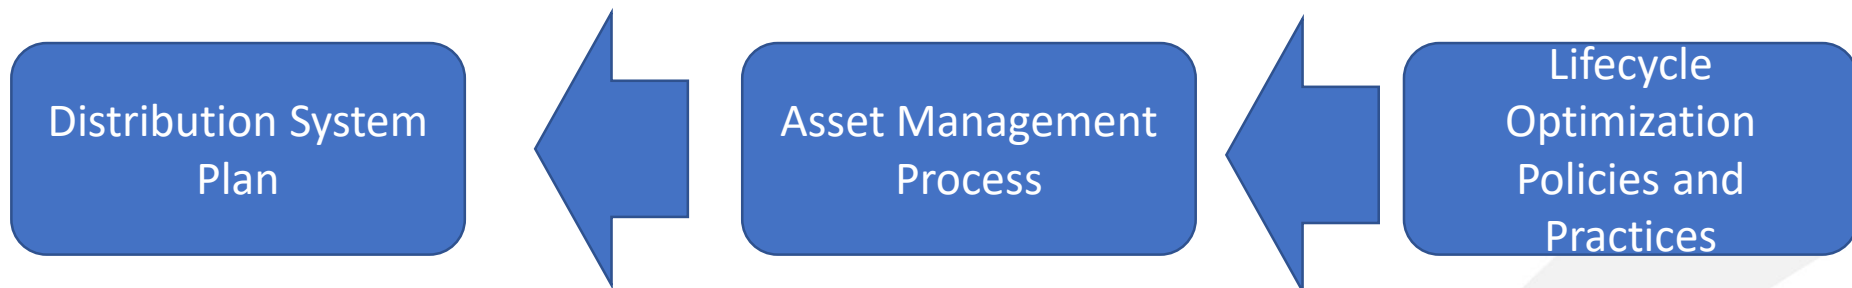 Distribution System
Plan
Asset Management
Process
Lifecycle
Optimization
Policies and
Practices